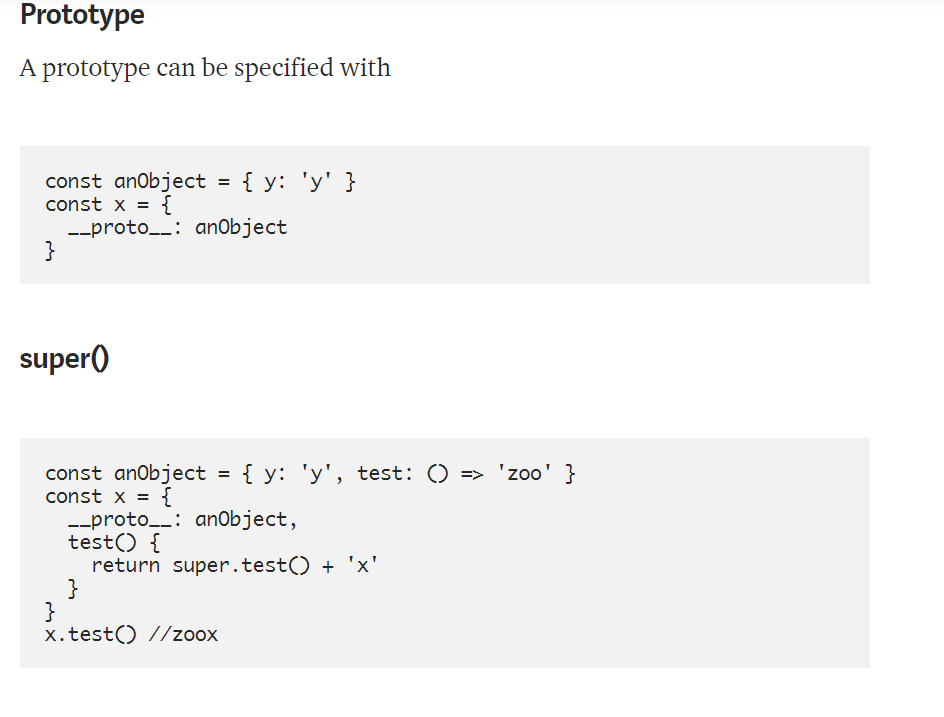 Prototype
A prototype can be specified with
const anObject = { y: 'y' }
const x = {
  __proto__: anObject
}
super()
const anObject = { y: 'y', test: () => 'zoo' }
const x = {
  __proto__: anObject,
  test() {
    return super.test() + 'x'
  }
}
x.test() //zoox